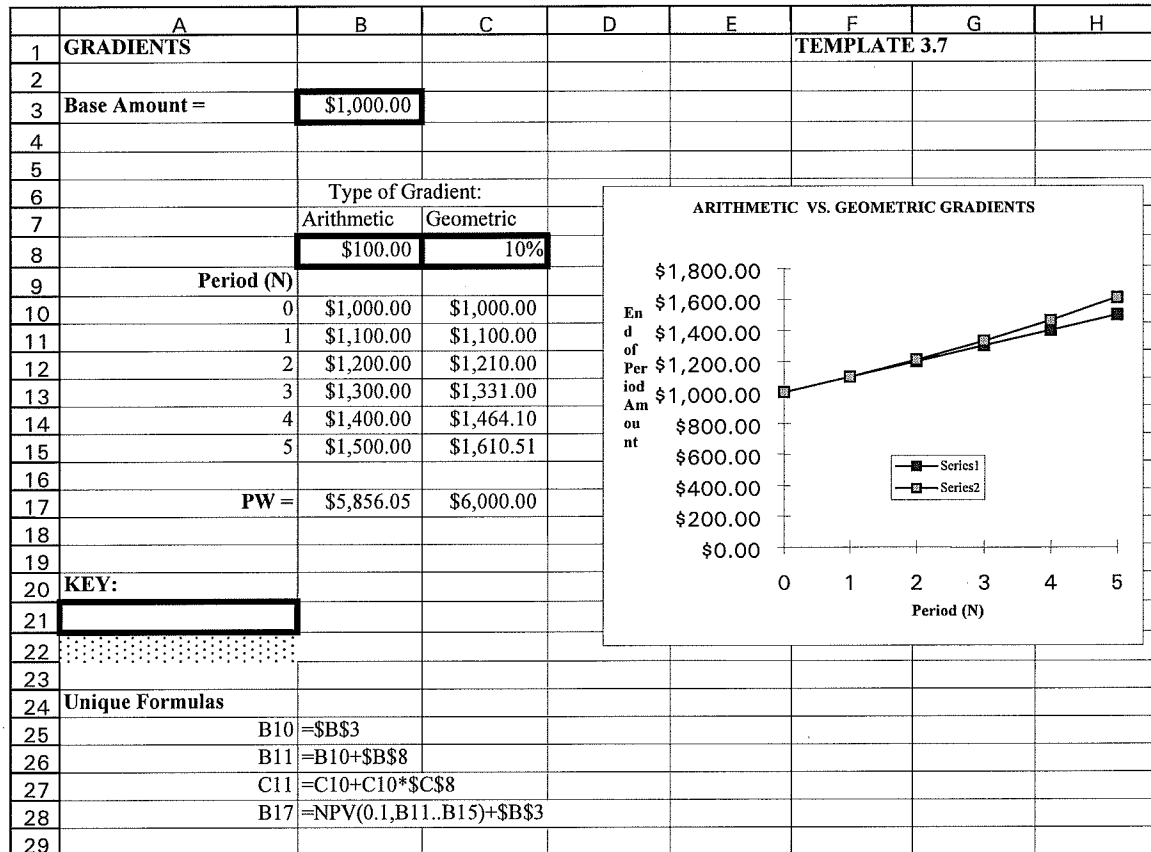 A B C D E F G H
1 GRADIENTS TEMPLATE 3.7
2
3 Base Amount = $1,000.00
4
5
6 Type of Gradient:
7 Arithmetic Geometric
8 $100.00 10%
9 Period (N)
10 0 $1,000.00 $1,000.00
11 1 $1,100.00 $1,100.00
12 2 $1,200.00 $1,210.00
13 3 $1,300.00 $1,331.00
14 4 $1,400.00 $1,464.10
15 5 $1,500.00 $1,610.51
16
17 PW = $5,856.05 $6,000.00
18
19
20 KEY:
21
22
23
24 Unique Formulas
25 B10 =$B$3
26 B11 =B10+$B$8
27 C11 =C10+C10*$C$8
28 B17 =NPV(0.1,B11..B15)+$B$3
29
ARITHMETIC VS. GEOMETRIC GRADIENTS
En
d
of
Per
iod
Am
ou
nt
$1,800.00
$1,600.00
$1,400.00
$1,200.00
$1,000.00
$800.00
$600.00
$400.00
$200.00
$0.00
Series1
Series2
0 1 2 3 4 5
Period (N)